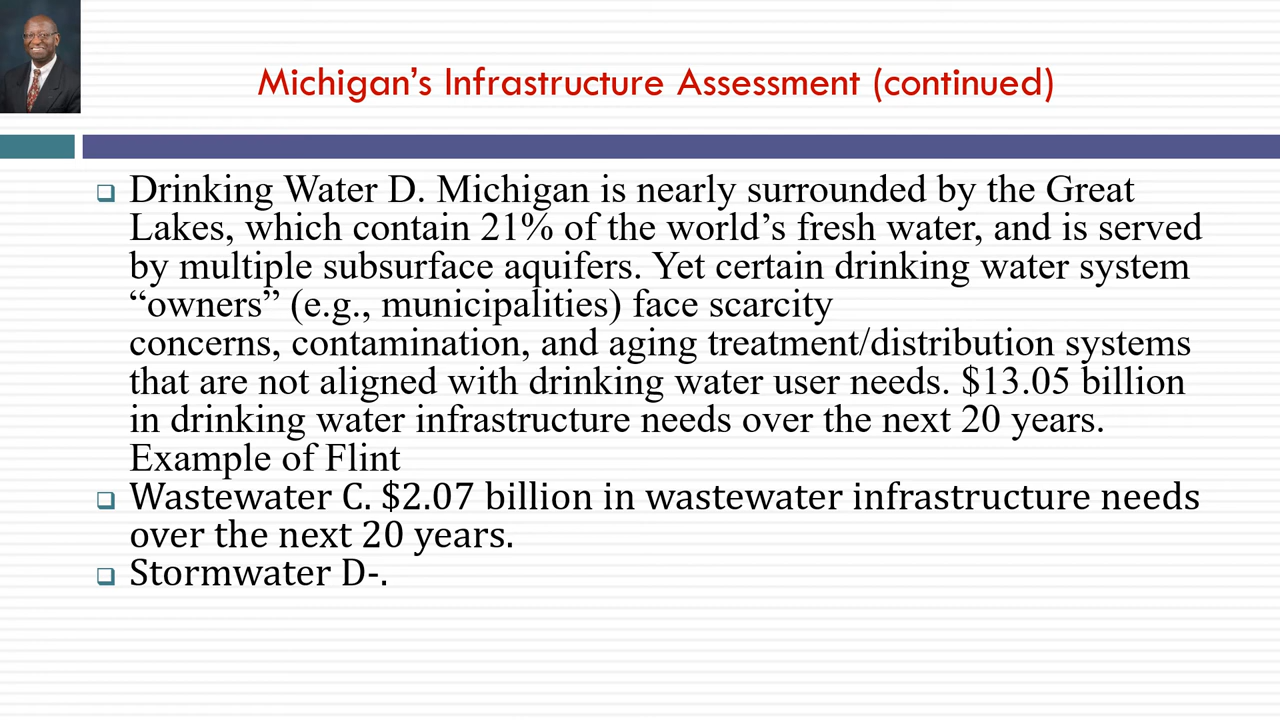 Michigan’s Infrastructure Assessment (continued)
Drinking Water D. Michigan is nearly surrounded by the Great
Lakes, which contain 21% of the world’s fresh water, and is served
by multiple subsurface aquifers. Yet certain drinking water system
“owners” (e.g., municipalities) face scarcity
concerns, contamination, and aging treatment/distribution systems
that are not aligned with drinking water user needs. $13.05 billion
in drinking water infrastructure needs over the next 20 years.
Example of Flint
Wastewater C. $2.07 billion in wastewater infrastructure needs
over the next 20 years.
Stormwater D-.